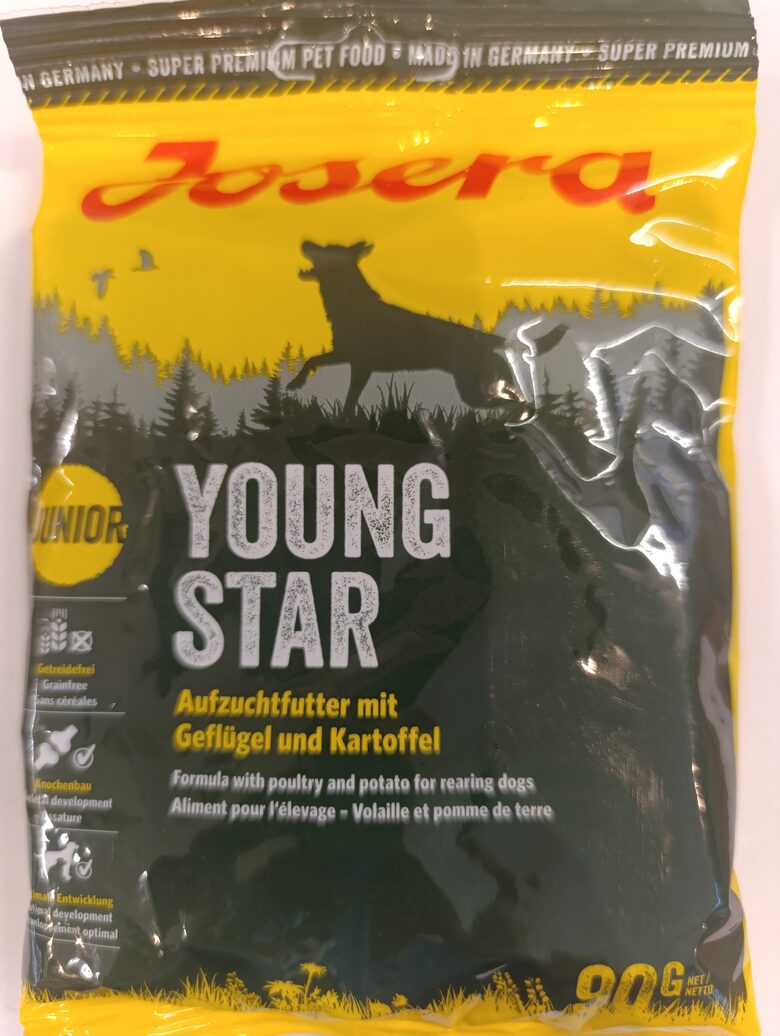 N GERMANY • SUPER PREMIUM PET FOOD • MADE IN GERMANY • SUPER PREMIUM
Josera
JUNIOR
YOUNG
STAR
Getreidefrei
Grainfree
Sans céréales
Aufzuchtfutter mit
Geflügel und Kartoffel
Formula with poultry and potato for rearing dogs
Aliment pour l'élevage – Volaille et pomme de terre
Knochenbau
development
Entwicklung
development
optimal
90G NET/
NETTO